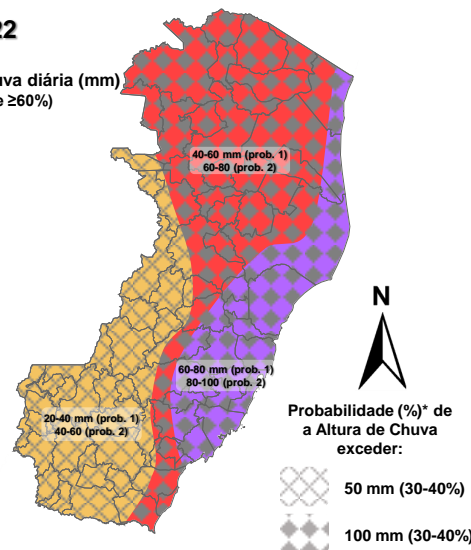 22
uva diária (mm)
e ≥60%)
40-60 mm (prob. 1)
60-80 (prob. 2)
60-80 mm (prob. 1)
80-100 (prob. 2)
20-40 mm (prob. 1)
40-60 (prob. 2)
N
Probabilidade (%)* de
a Altura de Chuva
exceder:
50 mm (30-40%)
100 mm (30-40%)